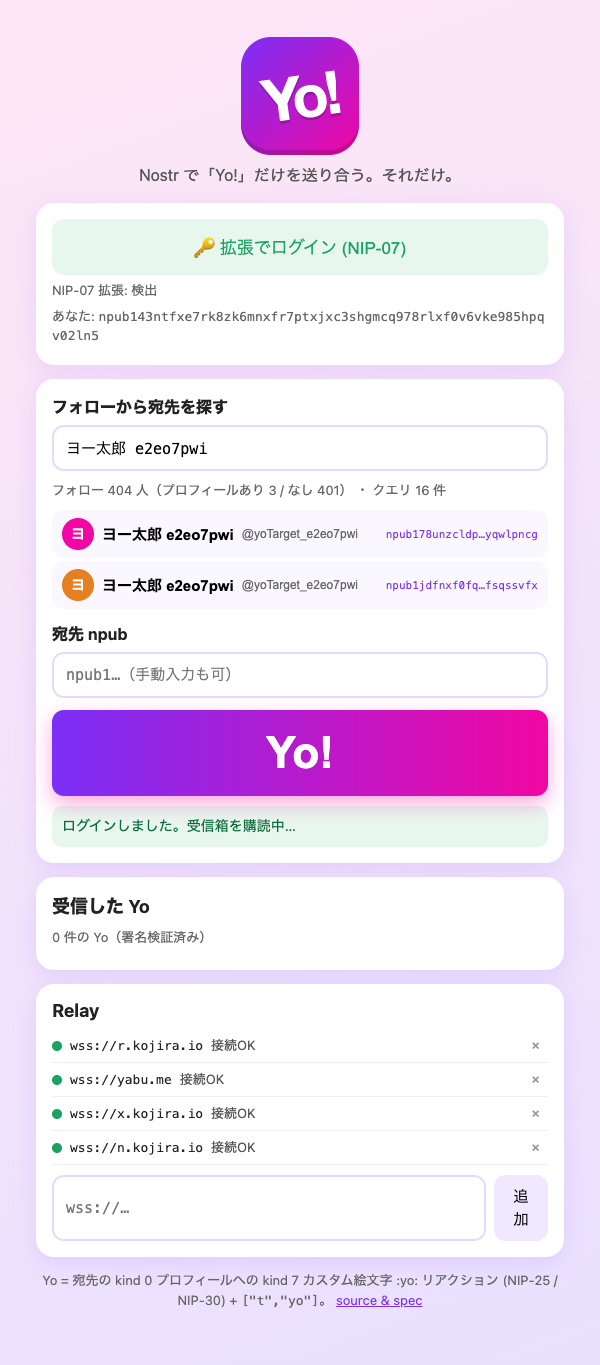 Yo!
Nostr で「Yo!」だけを送り合う。それだけ。
🔑 拡張でログイン (NIP-07)
NIP-07 拡張: 検出
あなた: npub143ntfxe7rk8zk6mnxfr7ptxjxc3shgmcq978rlxf0v6vke985hpq
v02ln5
フォローから宛先を探す
ヨー太郎 e2eo7pwi
フォロー 404 人（プロフィールあり 3 / なし 401） ・ クエリ 16 件
ヨ ヨー太郎 e2eo7pwi @yoTarget_e2eo7pwi npub178unzcldp…yqwlpncg
ヨ ヨー太郎 e2eo7pwi @yoTarget_e2eo7pwi npub1jdfnxf0fq…fsqssvfx
宛先 npub
npub1…（手動入力も可）
Yo!
ログインしました。受信箱を購読中…
受信した Yo
0 件の Yo（署名検証済み）
Relay
wss://r.kojira.io 接続OK ×
wss://yabu.me 接続OK ×
wss://x.kojira.io 接続OK ×
wss://n.kojira.io 接続OK ×
wss://…
追
加
Yo = 宛先の kind 0 プロフィールへの kind 7 カスタム絵文字 :yo: リアクション (NIP-25 /
NIP-30) + ["t","yo"]。 source & spec